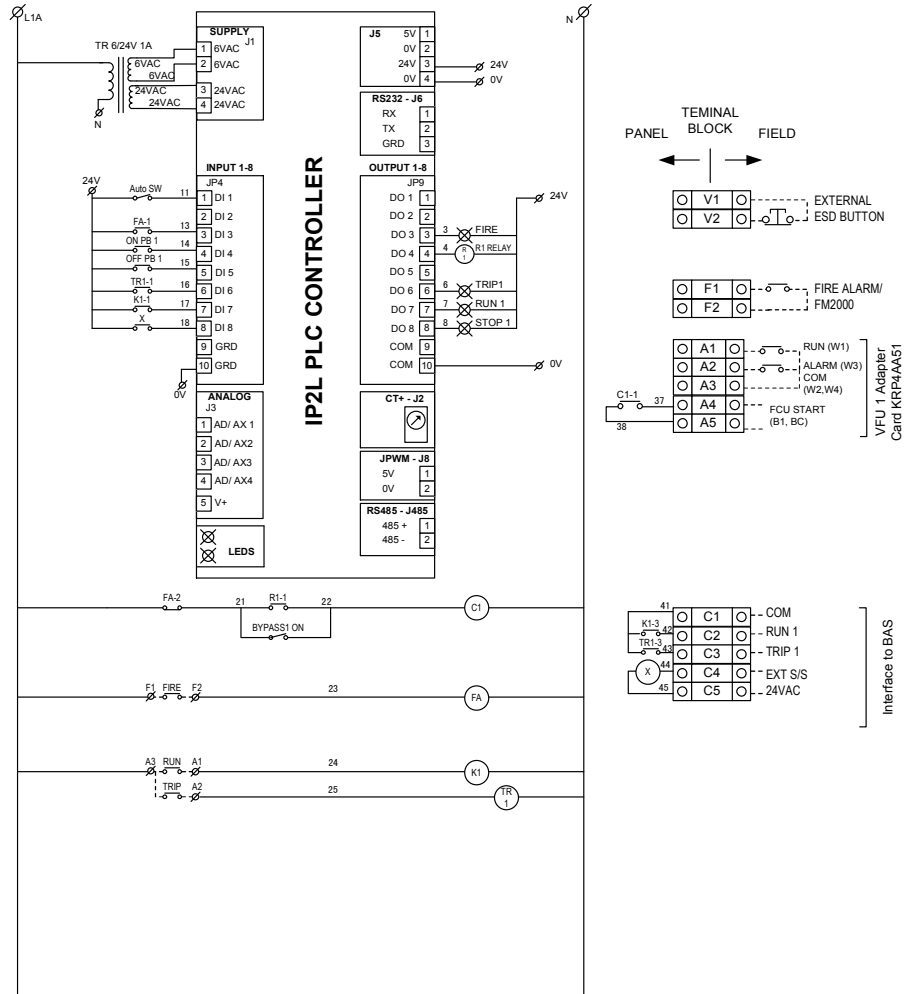 L1A
N
TR 6/24V 1A
6VAC
6VAC
24VAC
24VAC
N
SUPPLY
J1
1 6VAC
2 6VAC
3 24VAC
4 24VAC
J5
5V 1
0V 2
24V 3
0V 4
24V
0V
RS232 - J6
RX 1
TX 2
GRD 3
IP2L PLC CONTROLLER
INPUT 1-8
JP4
1 DI 1
2 DI 2
3 DI 3
4 DI 4
5 DI 5
6 DI 6
7 DI 7
8 DI 8
9 GRD
10 GRD
24V
Auto SW 11
FA-1 13
ON PB 1 14
OFF PB 1 15
TR1-1 16
K1-1 17
X 18
0V
OUTPUT 1-8
JP9
DO 1 1
DO 2 2
DO 3 3
DO 4 4
DO 5 5
DO 6 6
DO 7 7
DO 8 8
COM 9
COM 10
24V
3 FIRE
4 R 1 R1 RELAY
6 TRIP1
7 RUN 1
8 STOP 1
0V
ANALOG
J3
1 AD/ AX 1
2 AD/ AX2
3 AD/ AX3
4 AD/ AX4
5 V+
LEDS
CT+ - J2
JPWM - J8
5V 1
0V 2
RS485 - J485
485 + 1
485 - 2
FA-2 21 R1-1 22 C1
BYPASS1 ON
F1 FIRE F2 23 FA
A3 RUN A1 24 K1
TRIP A2 25 TR 1
TEMINAL
BLOCK
PANEL
FIELD
V1
V2
EXTERNAL
ESD BUTTON
F1
F2
FIRE ALARM/
FM2000
A1
A2
A3
A4
A5
RUN (W1)
ALARM (W3)
COM
(W2,W4)
FCU START
(B1, BC)
C1-1 37
38
VFU 1 Adapter
Card KRP4AA51
41 C1 COM
K1-3 42 C2 RUN 1
TR1-3 43 C3 TRIP 1
X 44 C4 EXT S/S
45 C5 24VAC
Interface to BAS